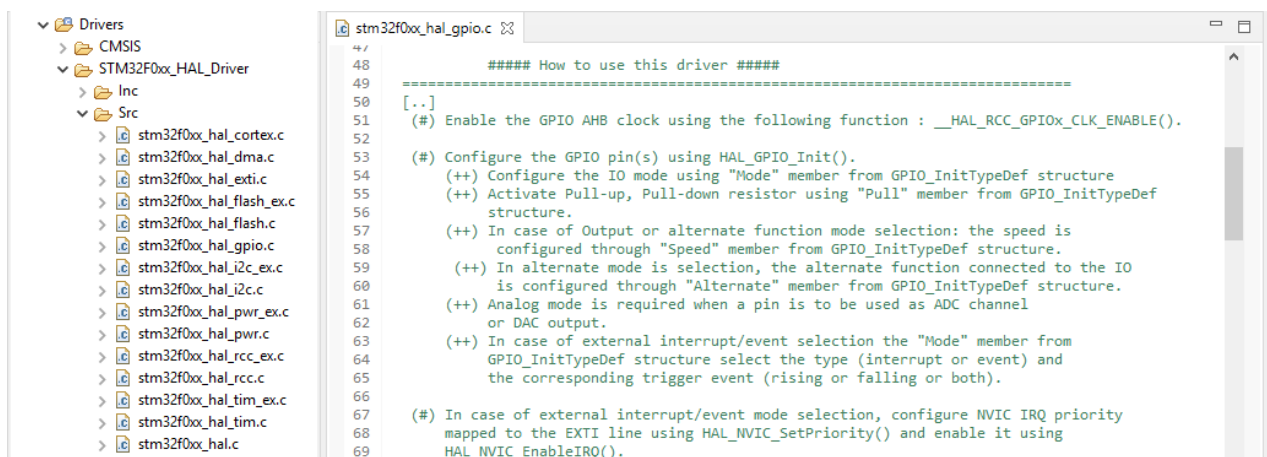 Drivers
CMSIS
STM32F0xx_HAL_Driver
Inc
Src
stm32f0xx_hal_cortex.c
stm32f0xx_hal_dma.c
stm32f0xx_hal_exti.c
stm32f0xx_hal_flash_ex.c
stm32f0xx_hal_flash.c
stm32f0xx_hal_gpio.c
stm32f0xx_hal_i2c_ex.c
stm32f0xx_hal_i2c.c
stm32f0xx_hal_pwr_ex.c
stm32f0xx_hal_pwr.c
stm32f0xx_hal_rcc_ex.c
stm32f0xx_hal_rcc.c
stm32f0xx_hal_tim_ex.c
stm32f0xx_hal_tim.c
stm32f0xx_hal.c
stm32f0xx_hal_gpio.c
47
48 ##### How to use this driver #####
49 ==============================================================================
50 [..]
51 (#) Enable the GPIO AHB clock using the following function : __HAL_RCC_GPIOx_CLK_ENABLE().
52
53 (#) Configure the GPIO pin(s) using HAL_GPIO_Init().
54 (++) Configure the IO mode using "Mode" member from GPIO_InitTypeDef structure
55 (++) Activate Pull-up, Pull-down resistor using "Pull" member from GPIO_InitTypeDef
56 structure.
57 (++) In case of Output or alternate function mode selection: the speed is
58 configured through "Speed" member from GPIO_InitTypeDef structure.
59 (++) In alternate mode is selection, the alternate function connected to the IO
60 is configured through "Alternate" member from GPIO_InitTypeDef structure.
61 (++) Analog mode is required when a pin is to be used as ADC channel
62 or DAC output.
63 (++) In case of external interrupt/event selection the "Mode" member from
64 GPIO_InitTypeDef structure select the type (interrupt or event) and
65 the corresponding trigger event (rising or falling or both).
66
67 (#) In case of external interrupt/event mode selection, configure NVIC IRQ priority
68 mapped to the EXTI line using HAL_NVIC_SetPriority() and enable it using
69 HAL_NVIC_EnableIRQ().